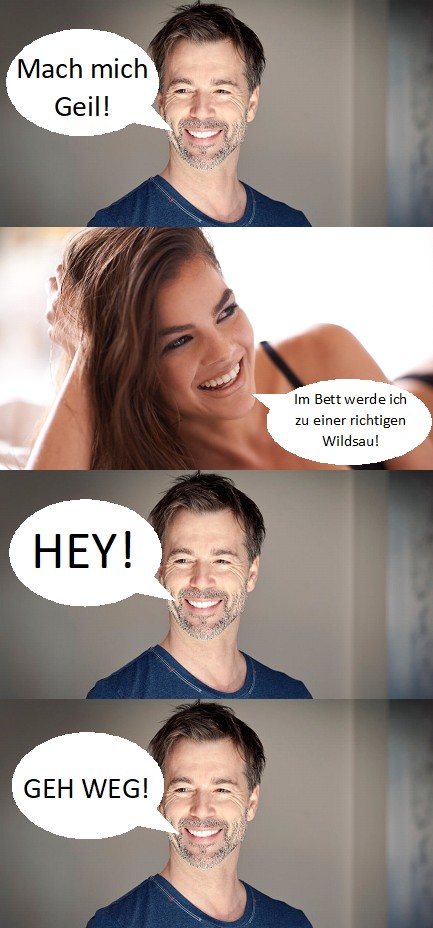 Mach mich
Geil!
Im Bett werde ich
zu einer richtigen
Wildsau!
HEY!
GEH WEG!